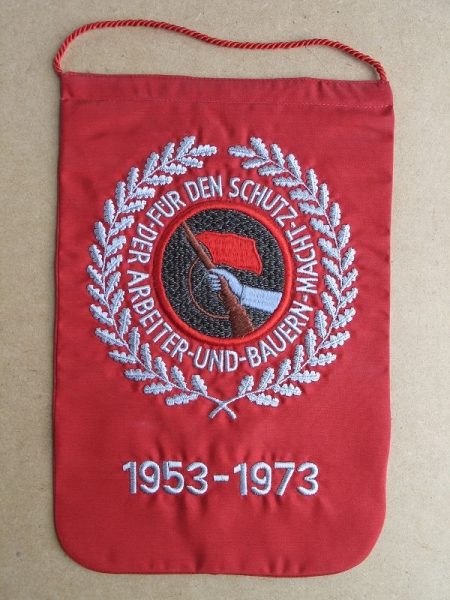 FÜR DEN SCHUTZ
DER ARBEITER-UND-BAUERN-MACHT
1953-1973